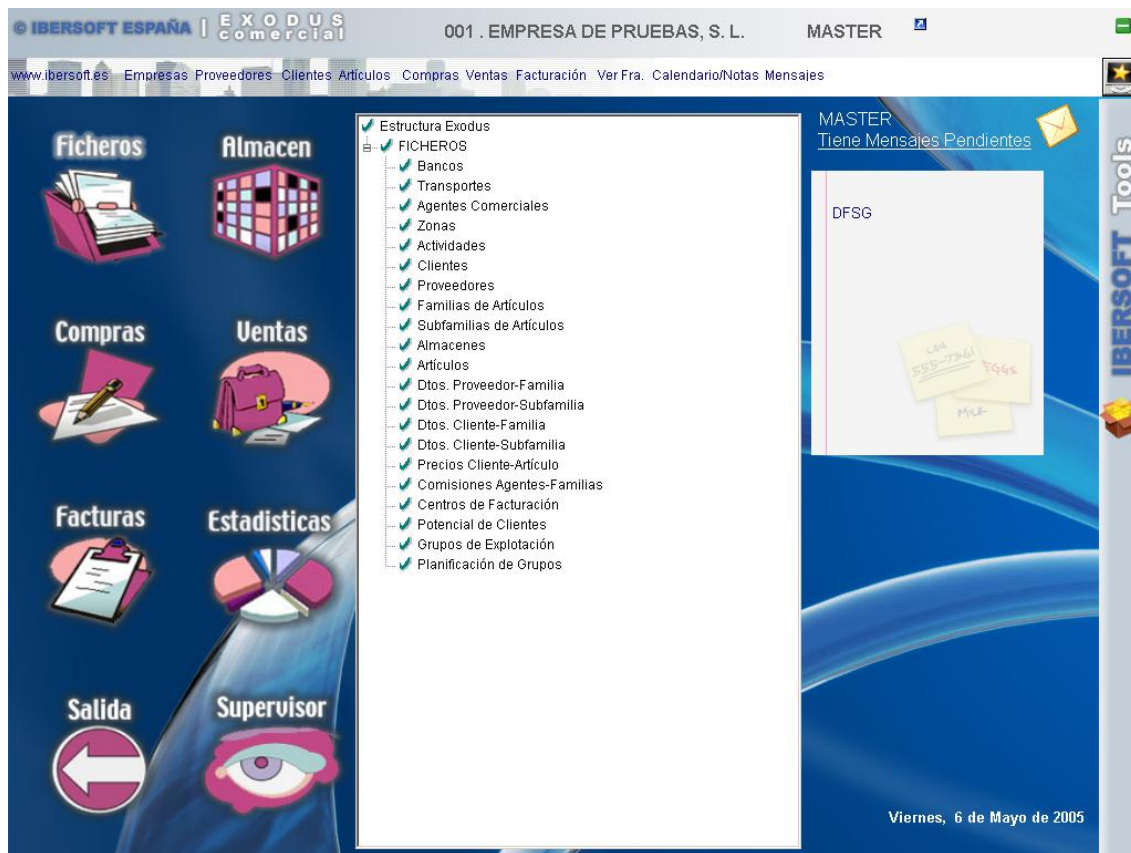 © IBERSOFT ESPAÑA | EXODUS comercial
001 . EMPRESA DE PRUEBAS, S. L. MASTER
www.ibersoft.es Empresas Proveedores Clientes Artículos Compras Ventas Facturación Ver Fra. Calendario/Notas Mensajes
Ficheros
Almacen
Compras
Ventas
Facturas
Estadisticas
Salida
Supervisor
Estructura Exodus
FICHEROS
Bancos
Transportes
Agentes Comerciales
Zonas
Actividades
Clientes
Proveedores
Familias de Artículos
Subfamilias de Artículos
Almacenes
Artículos
Dtos. Proveedor-Familia
Dtos. Proveedor-Subfamilia
Dtos. Cliente-Familia
Dtos. Cliente-Subfamilia
Precios Cliente-Artículo
Comisiones Agentes-Familias
Centros de Facturación
Potencial de Clientes
Grupos de Explotación
Planificación de Grupos
MASTER
Tiene Mensajes Pendientes
DFSG
555-7361
EGGS
MILK
Viernes, 6 de Mayo de 2005
IBERSOFT Tools